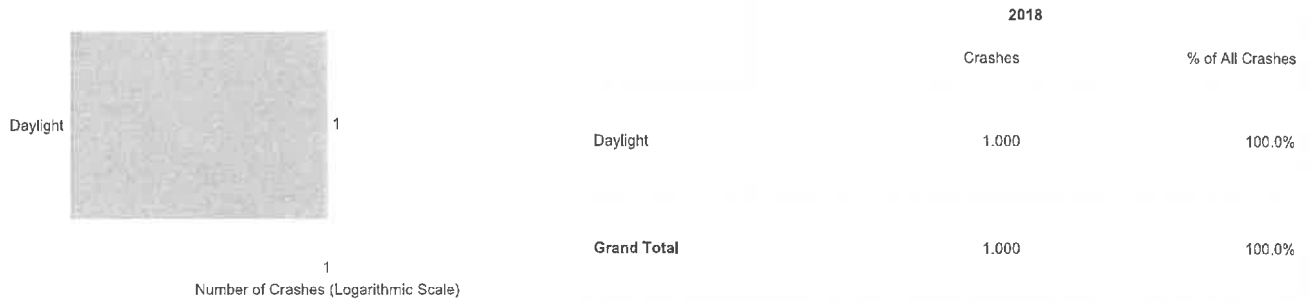 Daylight
1
1
Number of Crashes (Logarithmic Scale)
2018
Crashes % of All Crashes
Daylight 1.000 100.0%
Grand Total 1.000 100.0%